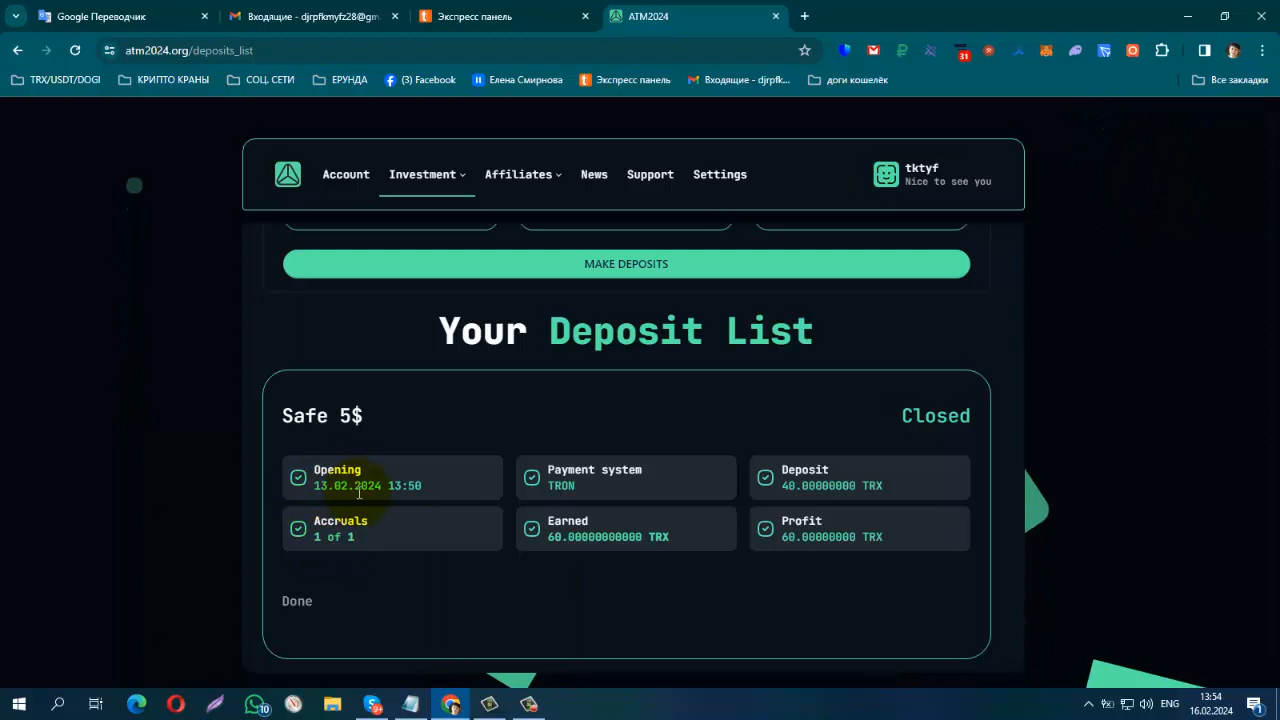 Google Переводчик
Входящие - djrpfkmyfz28@gm
Экспресс панель
ATM2024
atm2024.org/deposits_list
31
TRX/USDT/DOGI
КРИПТО КРАНЫ
СОЦ. СЕТИ
ЕРУНДА
(3) Facebook
Елена Смирнова
Экспресс панель
Входящие - djrpfk...
доги кошелёк
Все закладки
Account
Investment
Affiliates
News
Support
Settings
tktyf
Nice to see you
MAKE DEPOSITS
Your Deposit List
Safe 5$
Closed
Opening
13.02.2024 13:50
Payment system
TRON
Deposit
40.00000000 TRX
Accruals
1 of 1
Earned
60.00000000000 TRX
Profit
60.00000000 TRX
Done
10
9+
ENG
13:54
16.02.2024
1